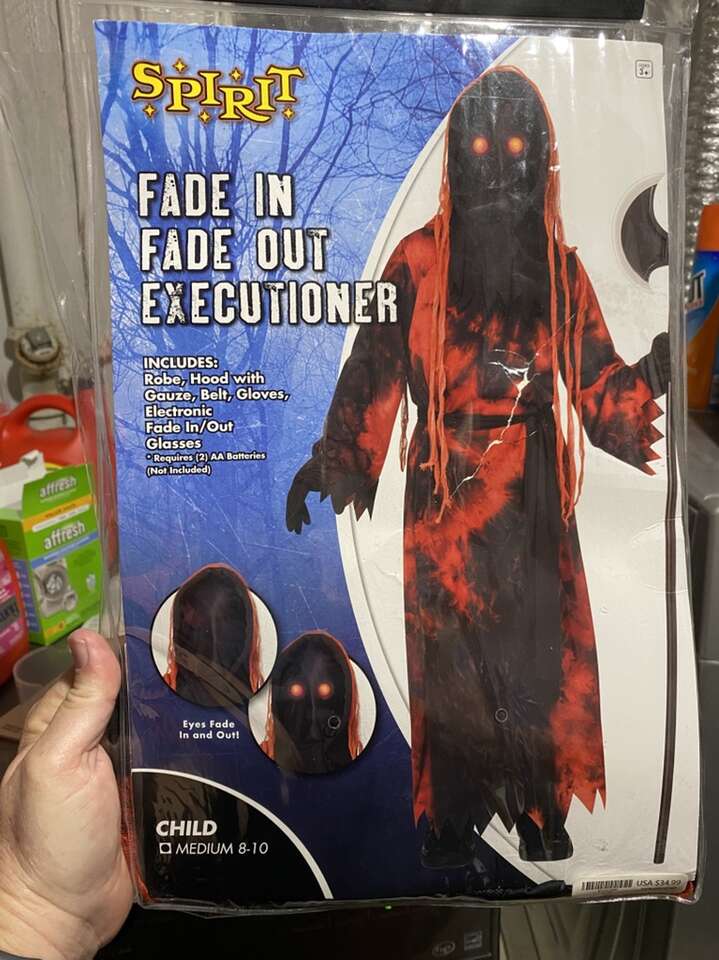 SPIRIT
FADE IN
FADE OUT
EXECUTIONER
INCLUDES:
Robe, Hood with
Gauze, Belt, Gloves,
Electronic
Fade In/Out
Glasses
* Requires (2) AA Batteries
(Not Included)
Eyes Fade
In and Out!
CHILD
MEDIUM 8-10
3+
USA $34.99
affresh
affresh